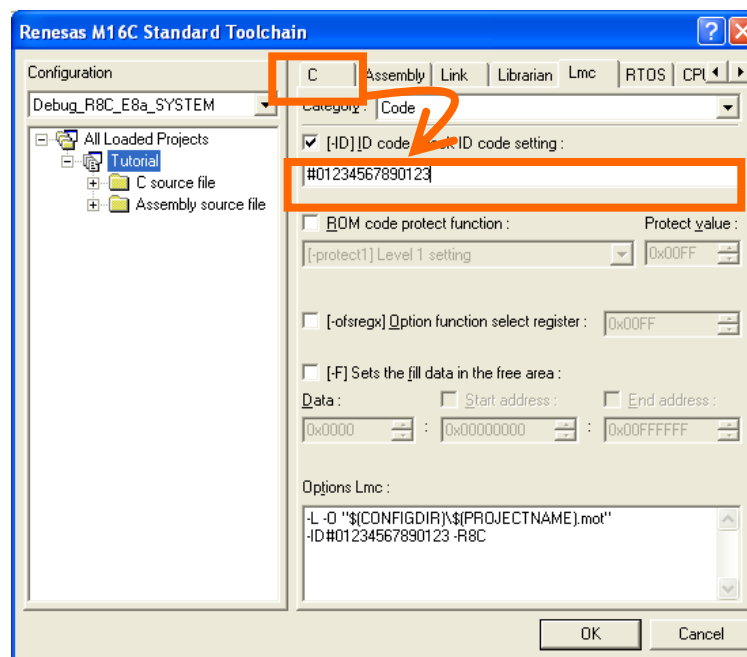 Renesas M16C Standard Toolchain
Configuration
Debug_R8C_E8a_SYSTEM
All Loaded Projects
Tutorial
C source file
Assembly source file
C Assembly Link Librarian Lmc RTOS
Category: Code
[-ID] ID code ID code setting :
#01234567890123
ROM code protect function : Protect value :
[-protect1] Level 1 setting 0x00FF
[-ofsregx] Option function select register : 0x00FF
[-F] Sets the fill data in the free area :
Data : Start address : End address :
0x0000 : 0x00000000 : 0x00FFFFFF
Options Lmc :
-L -O "$(CONFIGDIR)\$(PROJECTNAME).mot"
-ID#01234567890123 -R8C
OK Cancel